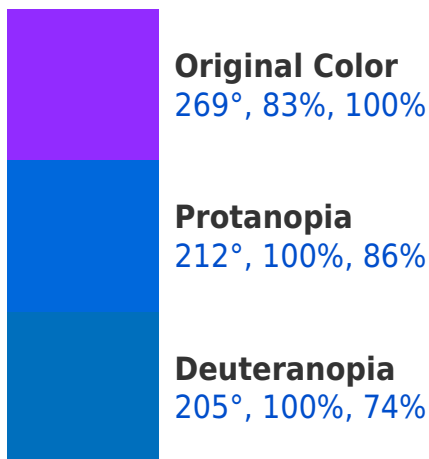 Original Color
269°, 83%, 100%
Protanopia
212°, 100%, 86%
Deuteranopia
205°, 100%, 74%